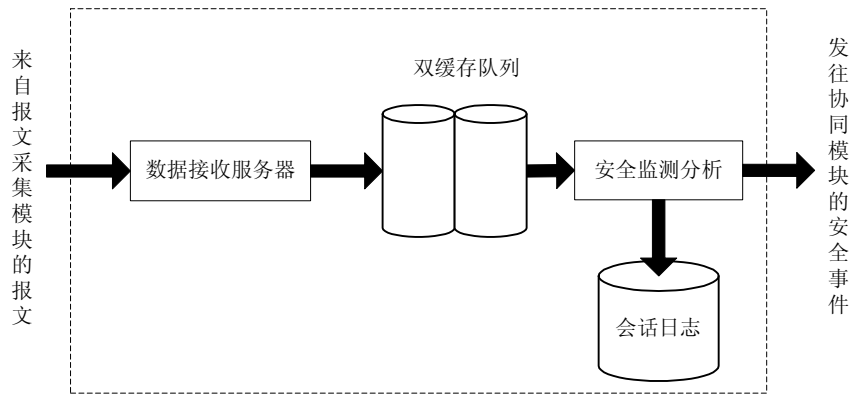 来自报文采集模块的报文
双缓存队列
数据接收服务器
安全监测分析
会话日志
发往协同模块的安全事件